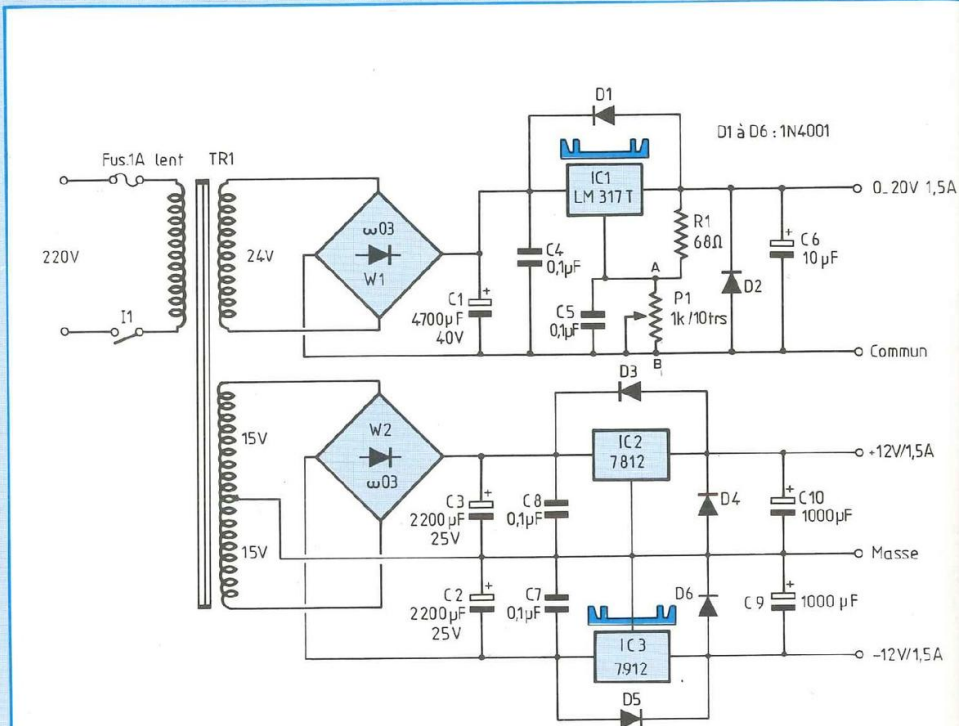 D1
D1 à D6 : 1N4001
Fus.1A lent
TR1
IC1
LM 317 T
0_20V 1,5A
220V
24V
ω03
W1
R1
68Ω
C6
10 µF
C4
0,1µF
A
D2
C1
4700µF
40V
C5
0,1µF
P1
1k/10trs
I1
B
Commun
D3
15V
W2
ω03
IC2
7812
+12V/1,5A
C3
2200µF
25V
C8
0,1µF
D4
C10
1000µF
Masse
15V
C2
2200µF
25V
C7
0,1µF
D6
C9
1000 µF
IC3
7912
-12V/1,5A
D5